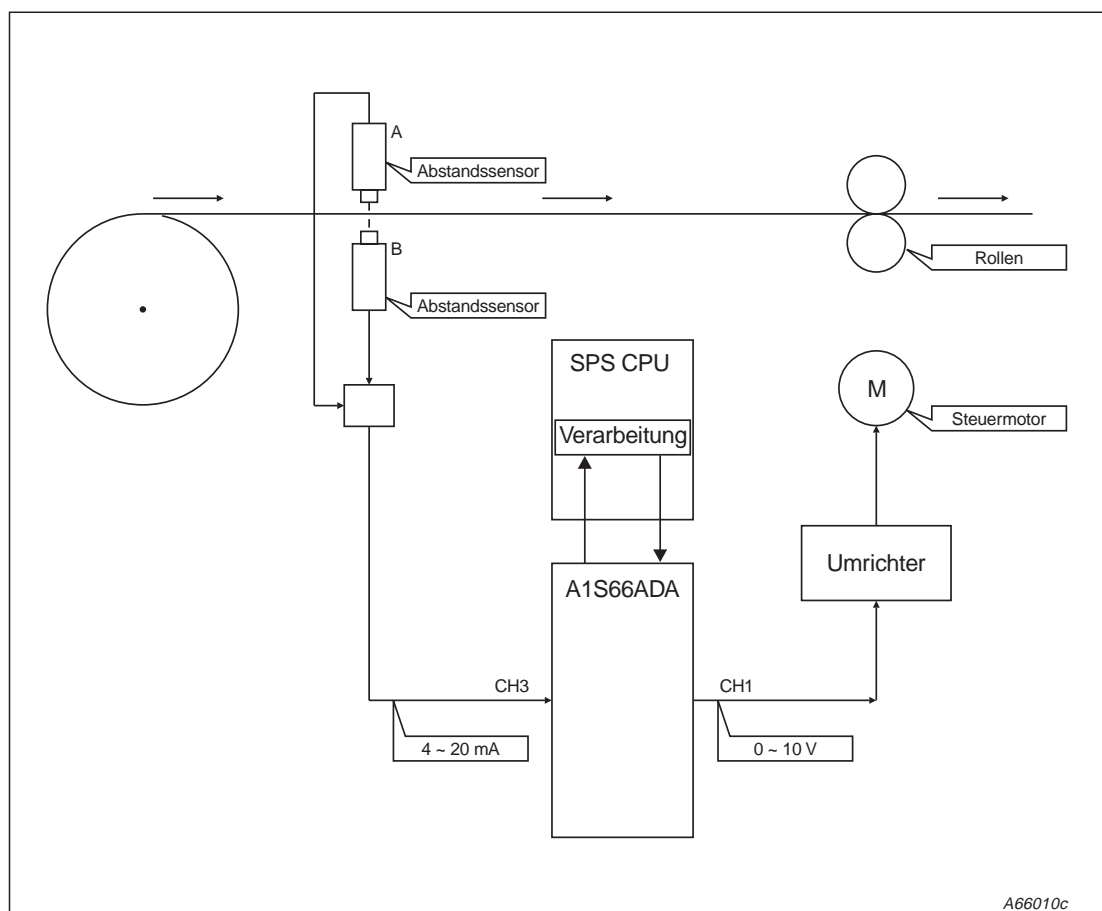 A
Abstandssensor
B
Rollen
Abstandssensor
SPS CPU
M
Steuermotor
Verarbeitung
Umrichter
A1S66ADA
CH3
CH1
4 ~ 20 mA
0 ~ 10 V
A66010c